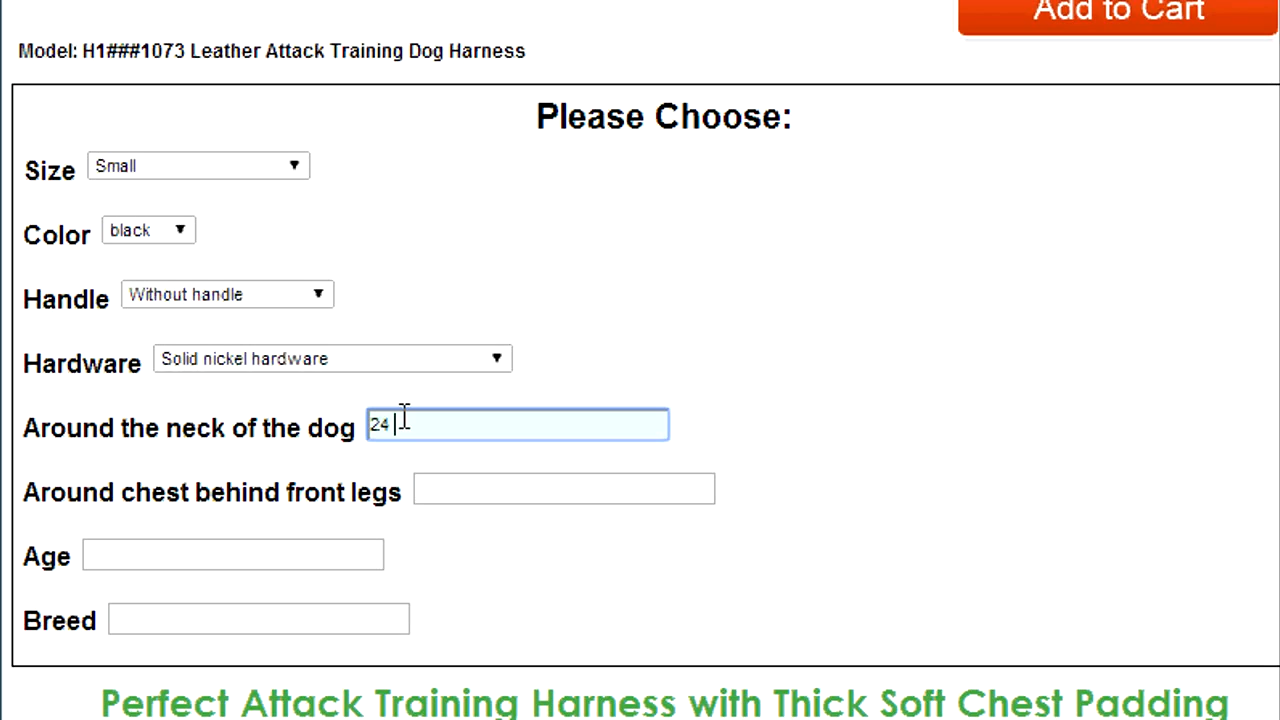 Add to Cart
Model: H1###1073 Leather Attack Training Dog Harness
Please Choose:
Size Small
Color black
Handle Without handle
Hardware Solid nickel hardware
Around the neck of the dog 24
Around chest behind front legs
Age
Breed
Perfect Attack Training Harness with Thick Soft Chest Padding